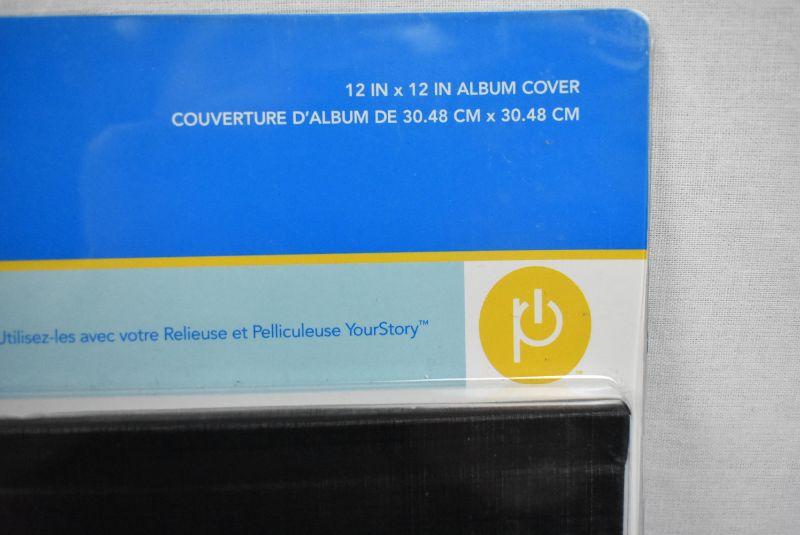 12 IN x 12 IN ALBUM COVER
COUVERTURE D'ALBUM DE 30.48 CM x 30.48 CM
Utilisez-les avec votre Relieuse et Pelliculeuse YourStory™